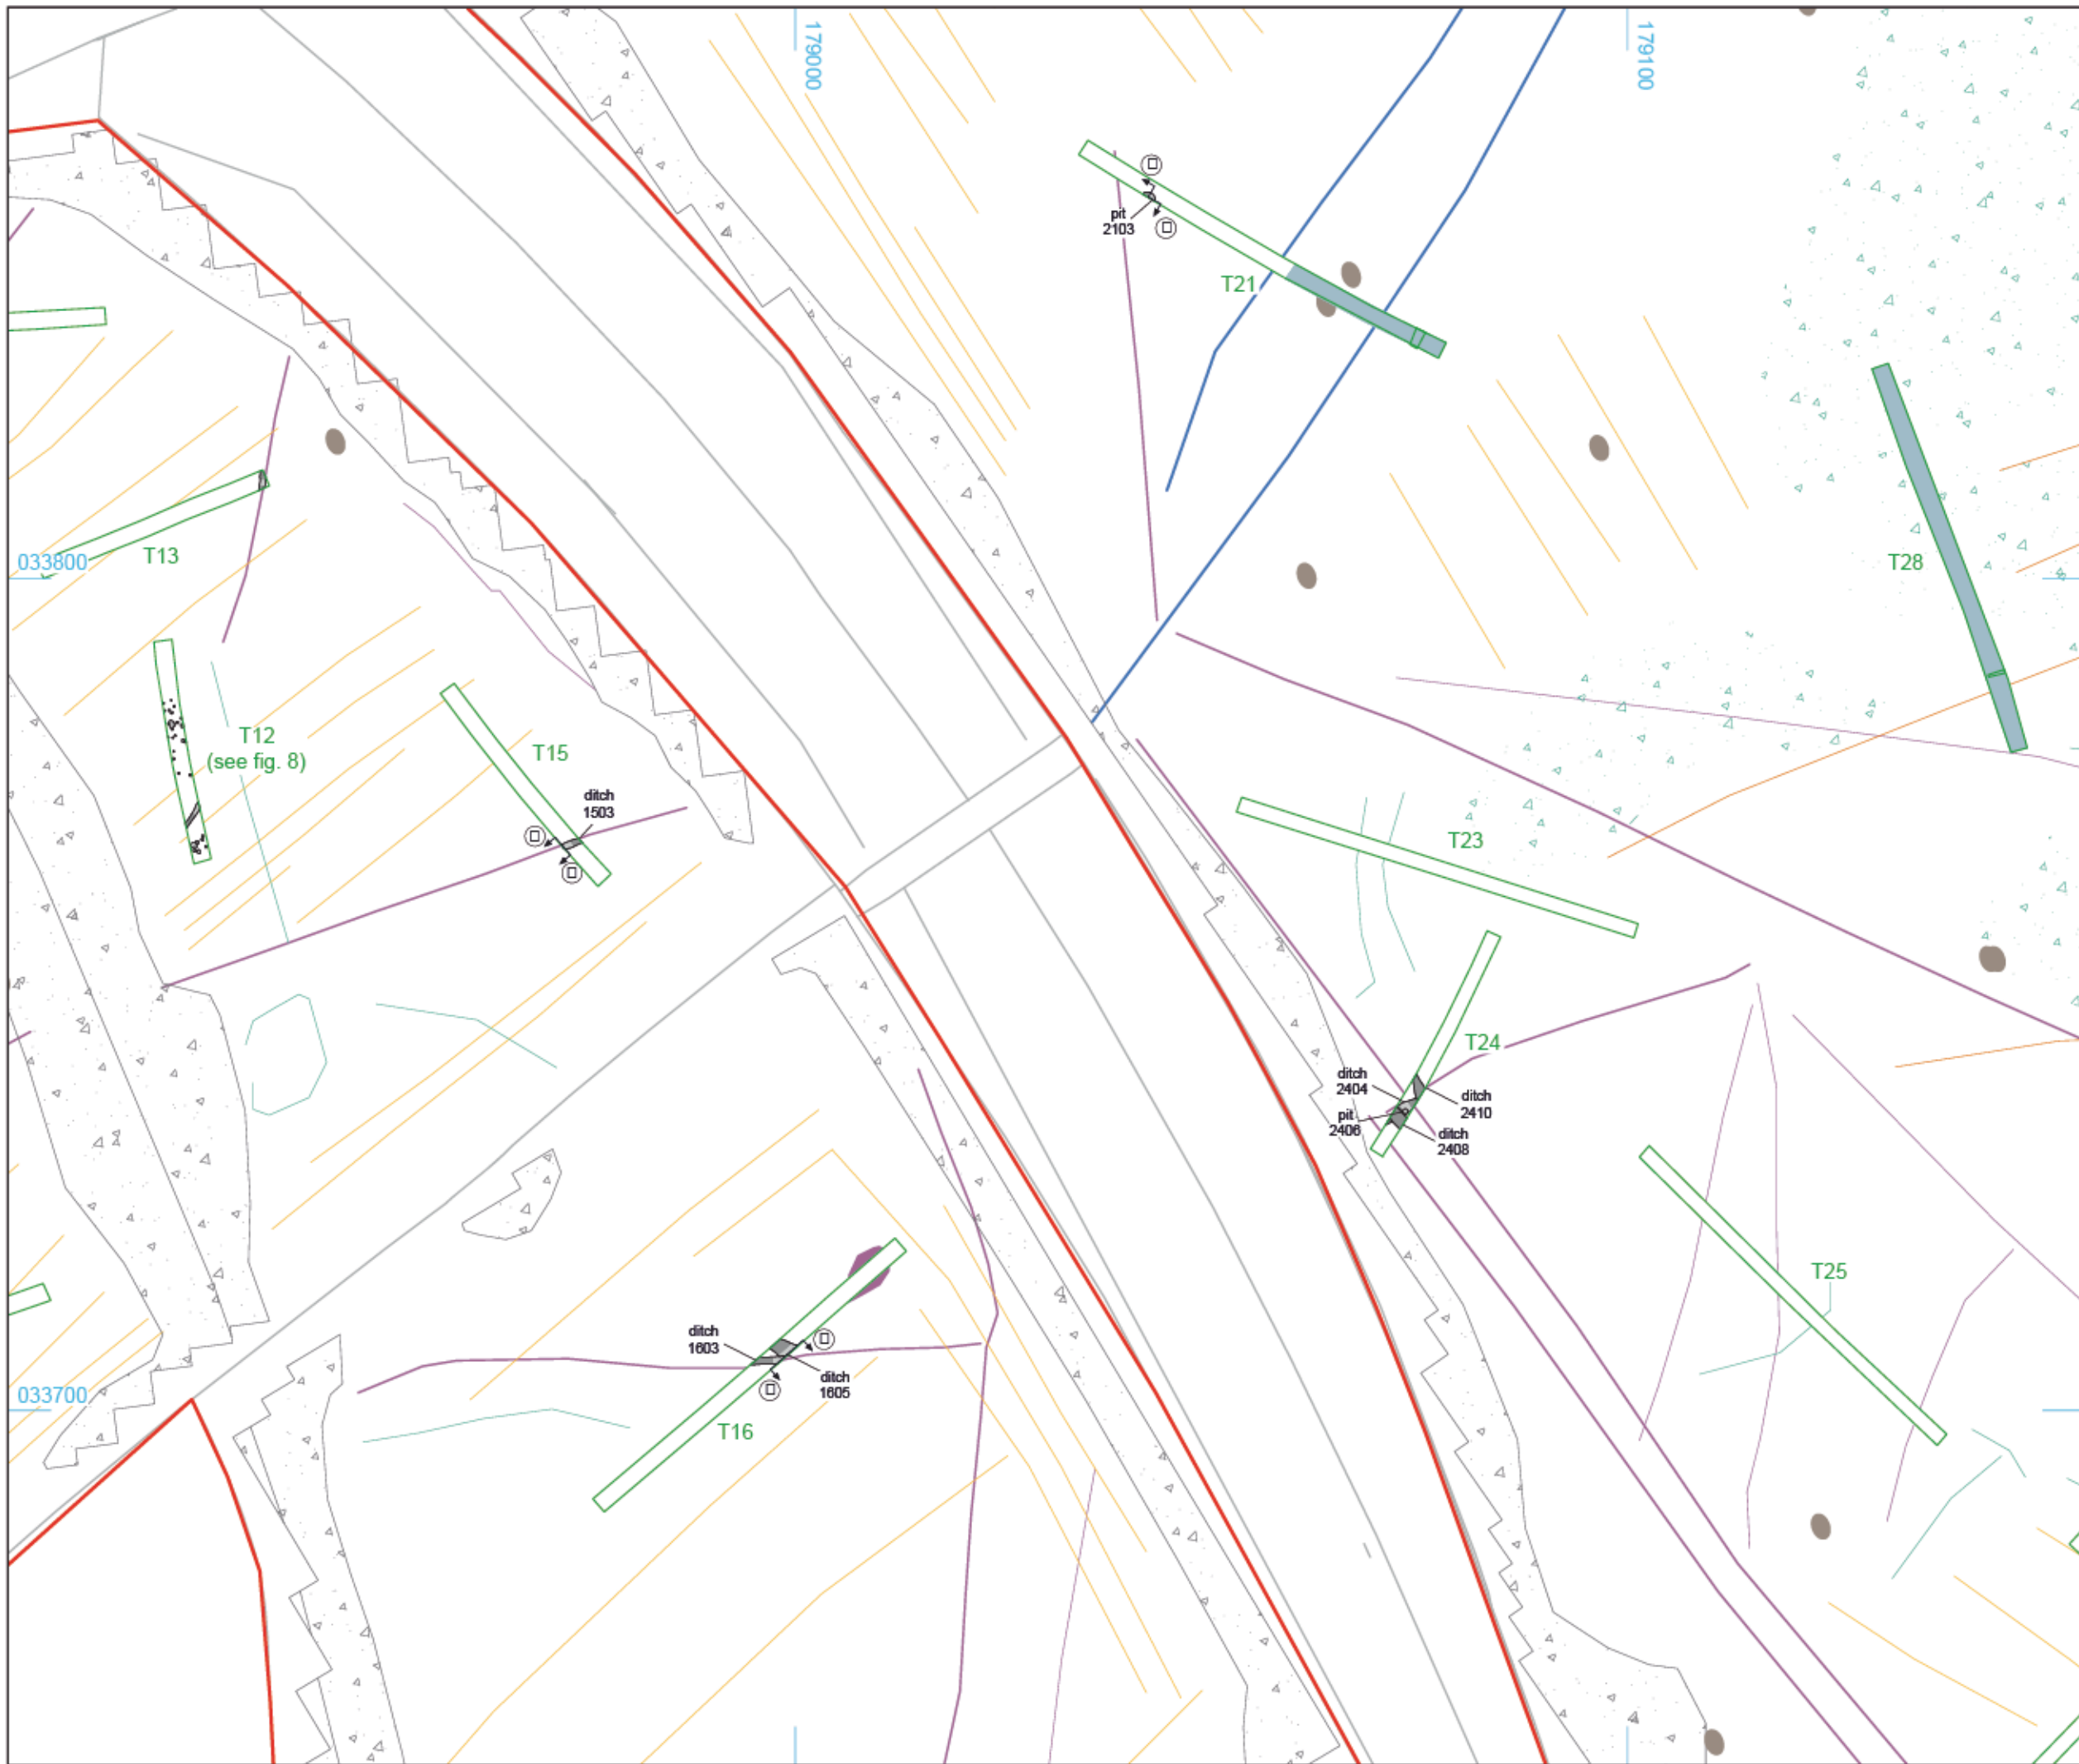 179000
179100
pit
2103
T21
033800
T13
T28
T12
(see fig. 8)
T15
ditch
1503
T23
T24
ditch
2404
pit
2406
ditch
2410
ditch
2408
T25
ditch
1603
ditch
1605
033700
T16